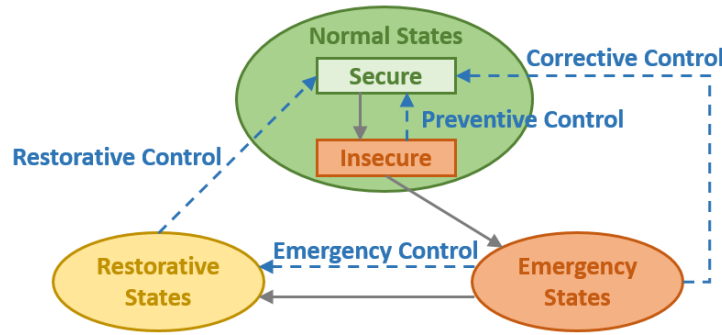 Normal States
Corrective Control
Secure
Preventive Control
Restorative Control
Insecure
Emergency Control
Restorative
States
Emergency
States